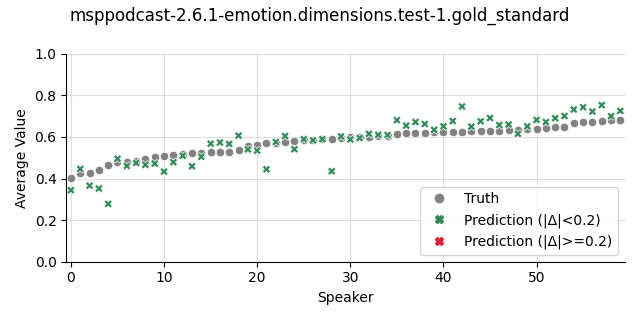 msppodcast-2.6.1-emotion.dimensions.test-1.gold_standard
1.0
0.8
0.6
0.4
0.2
0.0
Average Value
Truth
Prediction (|Δ|<0.2)
Prediction (|Δ|>=0.2)
0 10 20 30 40 50
Speaker